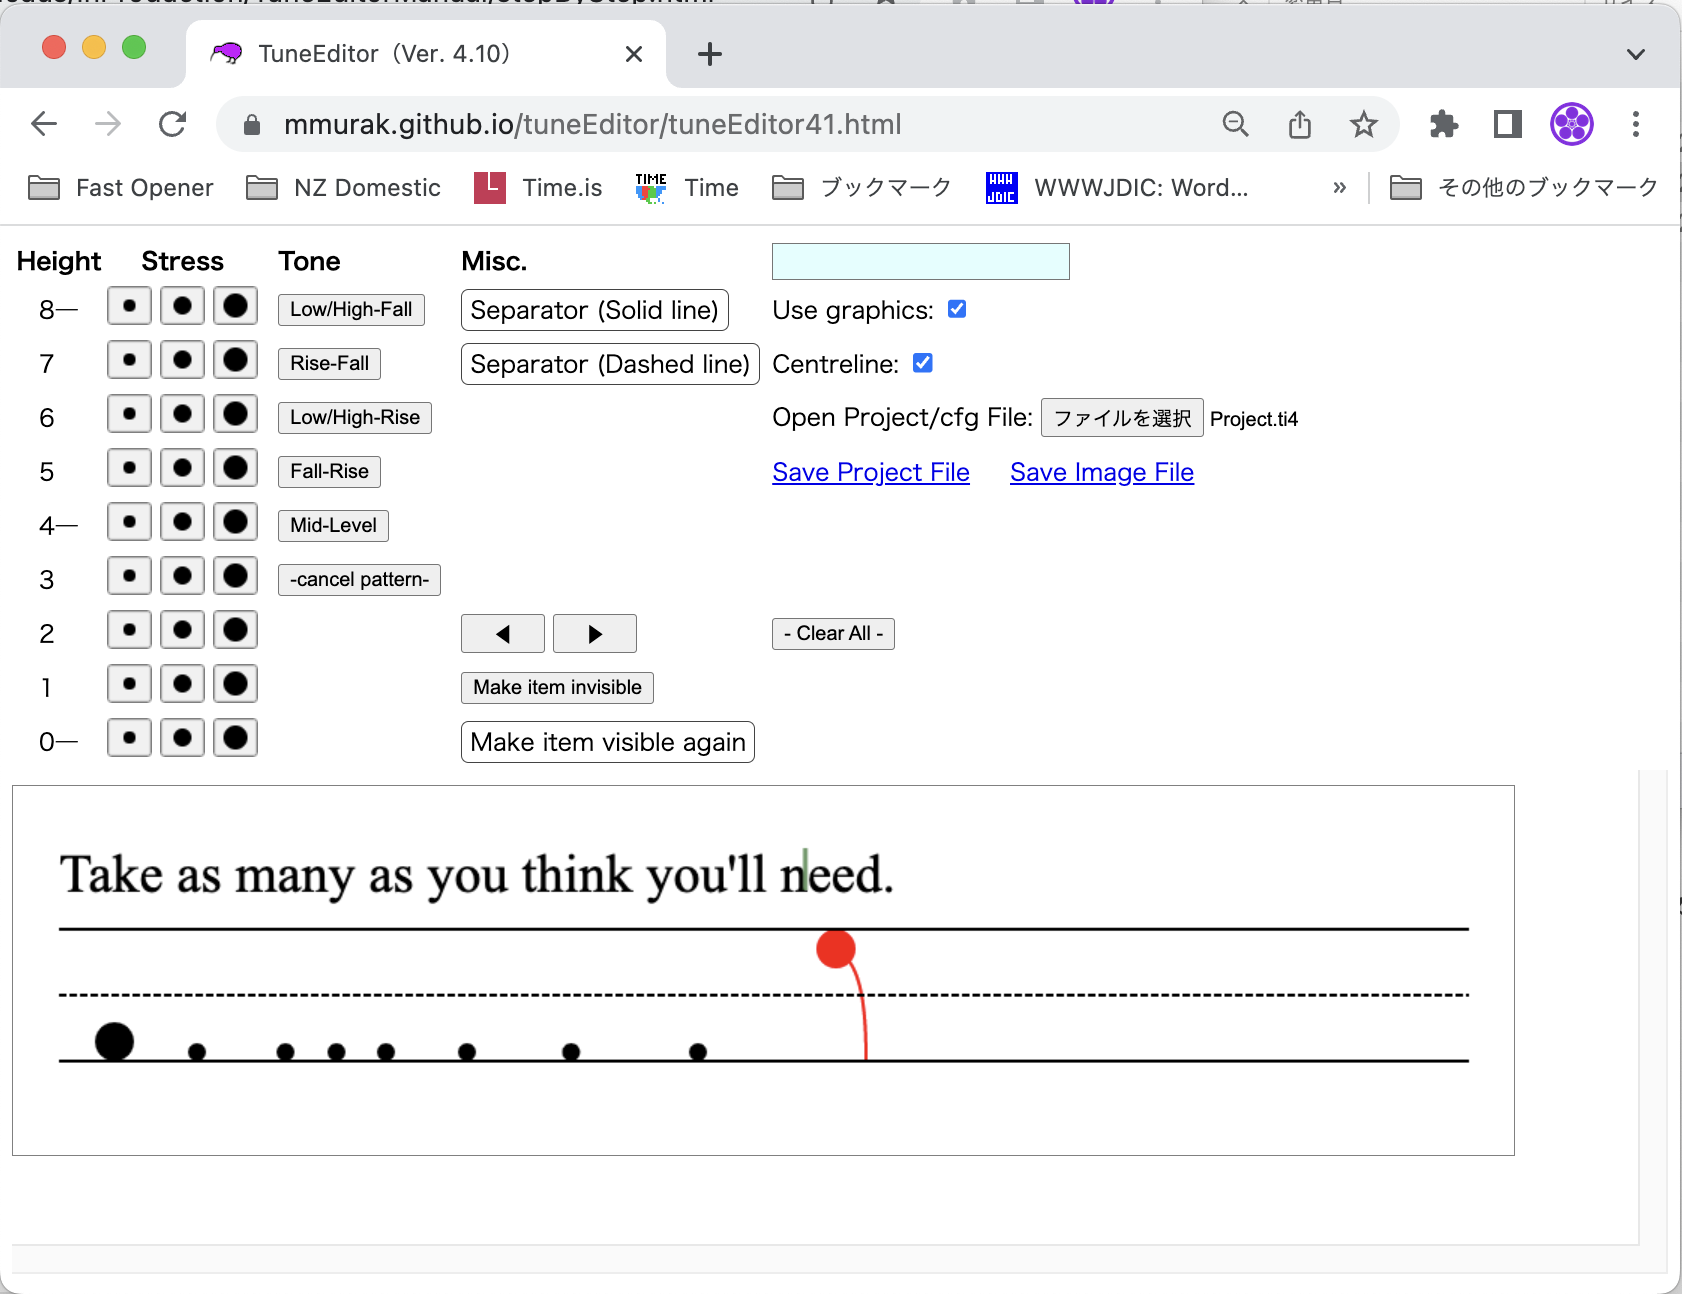 TuneEditor（Ver. 4.10）
mmurak.github.io/tuneEditor/tuneEditor41.html
Fast Opener NZ Domestic Time.is TIME Time ブックマーク WWW JDIC WWWJDIC: Word... » その他のブックマーク
Height Stress Tone Misc.
8— Low/High-Fall Separator (Solid line) Use graphics:
7 Rise-Fall Separator (Dashed line) Centreline:
6 Low/High-Rise Open Project/cfg File: ファイルを選択 Project.ti4
5 Fall-Rise Save Project File Save Image File
4— Mid-Level
3 -cancel pattern-
2 - Clear All -
1 Make item invisible
0— Make item visible again
Take as many as you think you'll need.